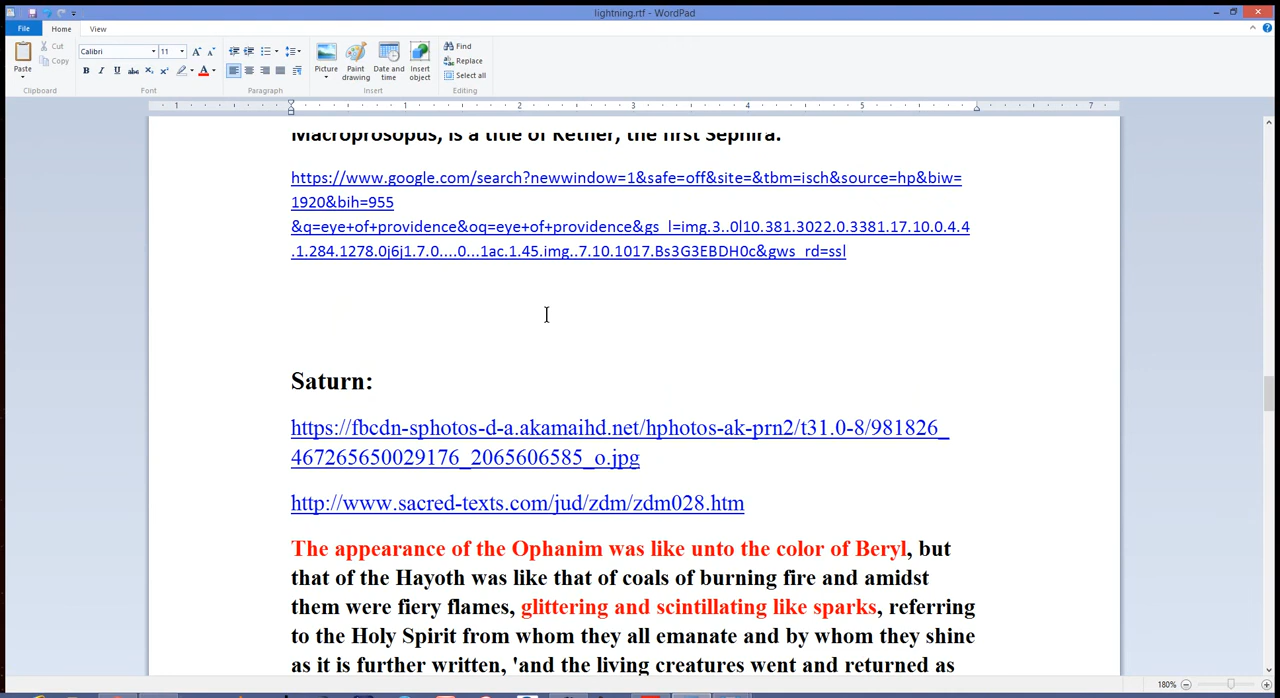 lightning.rtf - WordPad
File Home View
Paste Cut Copy
Calibri 11
Picture Paint drawing Date and time Insert object
Find
Replace
Select all
Clipboard Font Paragraph Insert Editing
1 1 2 3 4 5 7
Macroprosopus, is a title of Kether, the first Sephira.
https://www.google.com/search?newwindow=1&safe=off&site=&tbm=isch&source=hp&biw=
1920&bih=955
&q=eye+of+providence&oq=eye+of+providence&gs_l=img.3..0l10.381.3022.0.3381.17.10.0.4.4
.1.284.1278.0j6j1.7.0....0...1ac.1.45.img..7.10.1017.Bs3G3EBDH0c&gws_rd=ssl
Saturn:
https://fbcdn-sphotos-d-a.akamaihd.net/hphotos-ak-prn2/t31.0-8/981826_
467265650029176_2065606585_o.jpg
http://www.sacred-texts.com/jud/zdm/zdm028.htm
The appearance of the Ophanim was like unto the color of Beryl, but
that of the Hayoth was like that of coals of burning fire and amidst
them were fiery flames, glittering and scintillating like sparks, referring
to the Holy Spirit from whom they all emanate and by whom they shine
as it is further written, 'and the living creatures went and returned as
180%